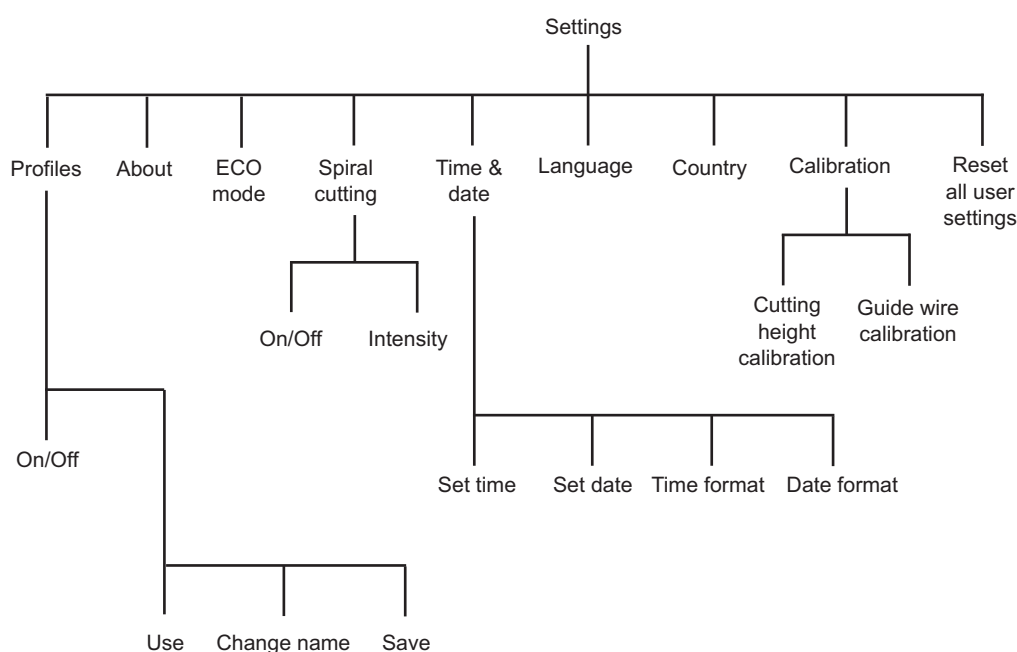 Settings
Profiles
About
ECO
mode
Spiral
cutting
Time &
date
Language
Country
Calibration
Reset
all user
settings
On/Off
Intensity
Cutting
height
calibration
Guide wire
calibration
On/Off
Set time
Set date
Time format
Date format
Use
Change name
Save